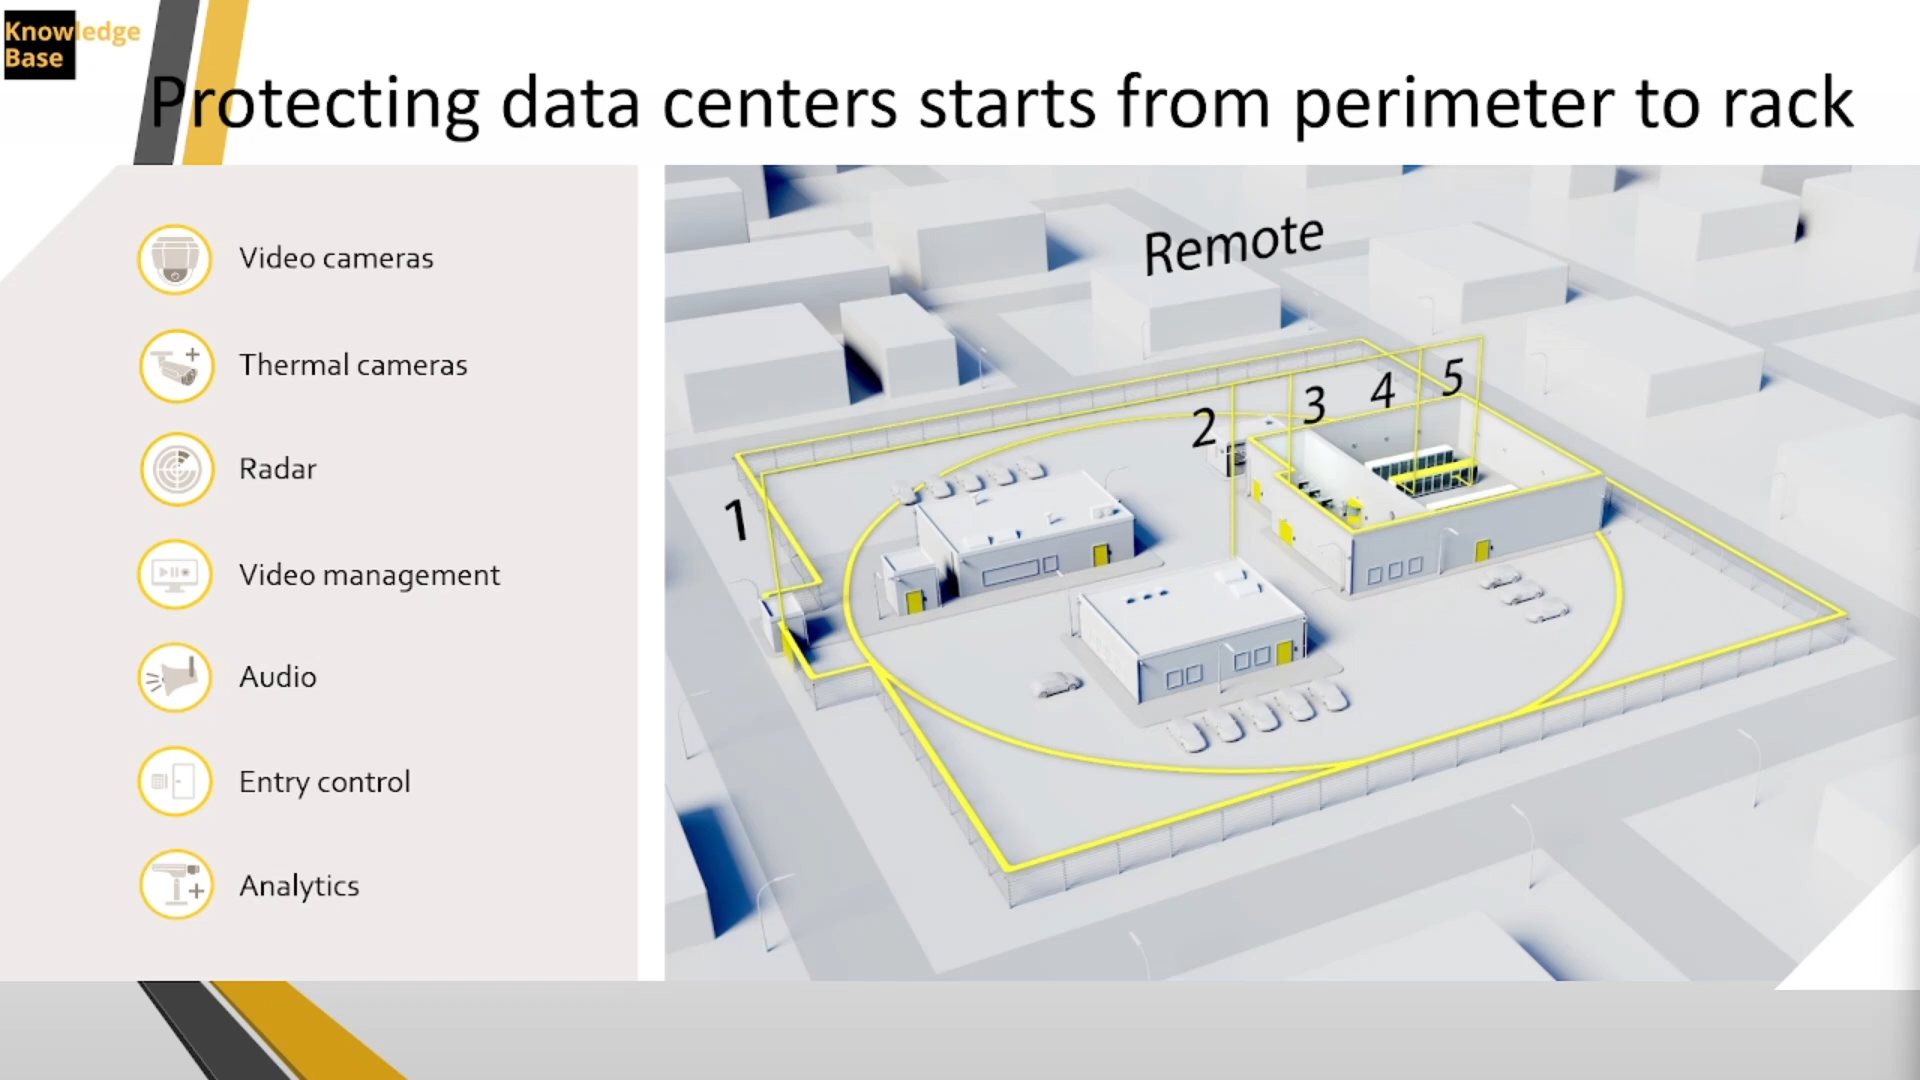 Knowledge
Base
Protecting data centers starts from perimeter to rack
Video cameras
Thermal cameras
Radar
Video management
Audio
Entry control
Analytics
Remote
1
2
3
4
5